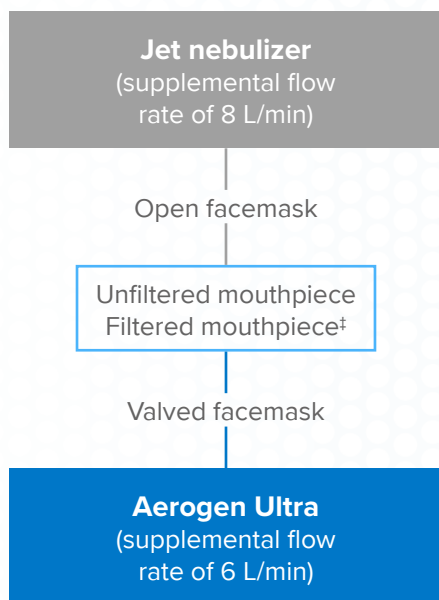 Jet nebulizer
(supplemental flow
rate of 8 L/min)
Open facemask
Unfiltered mouthpiece
Filtered mouthpiece‡
Valved facemask
Aerogen Ultra
(supplemental flow
rate of 6 L/min)